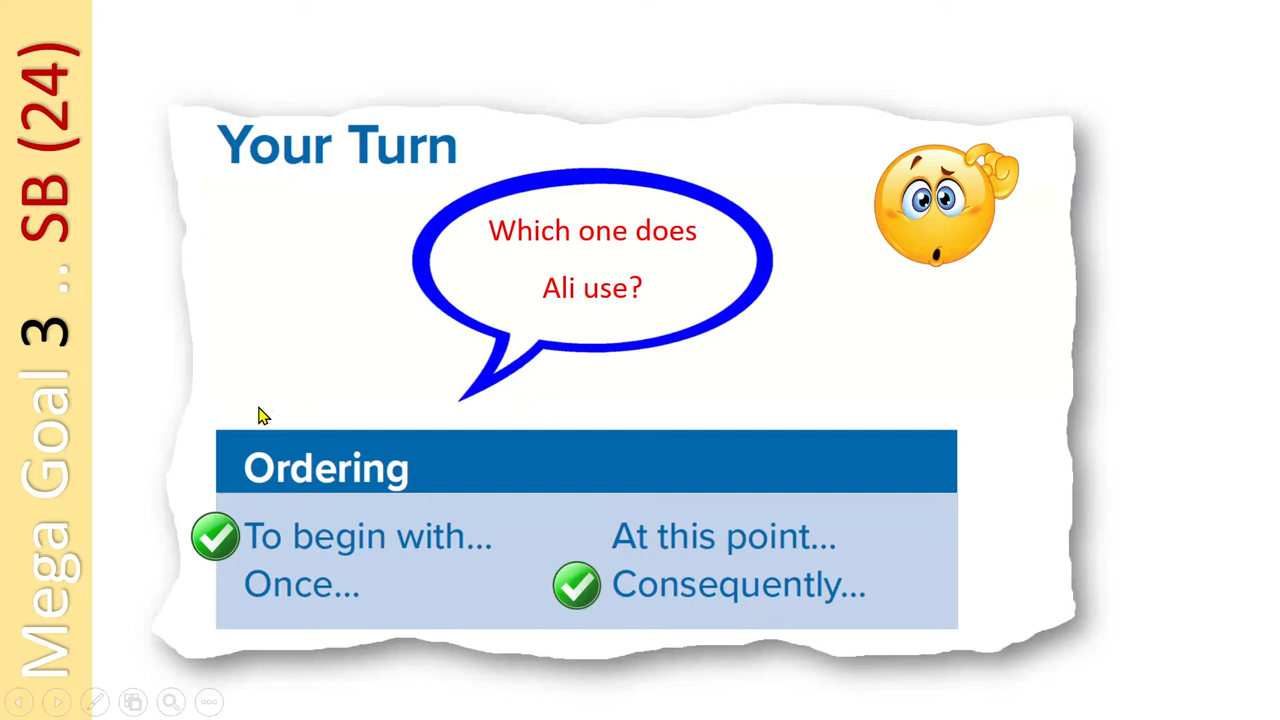 Mega Goal 3 .. SB (24)
Your Turn
Which one does
Ali use?
Ordering
To begin with... At this point...
Once... Consequently...